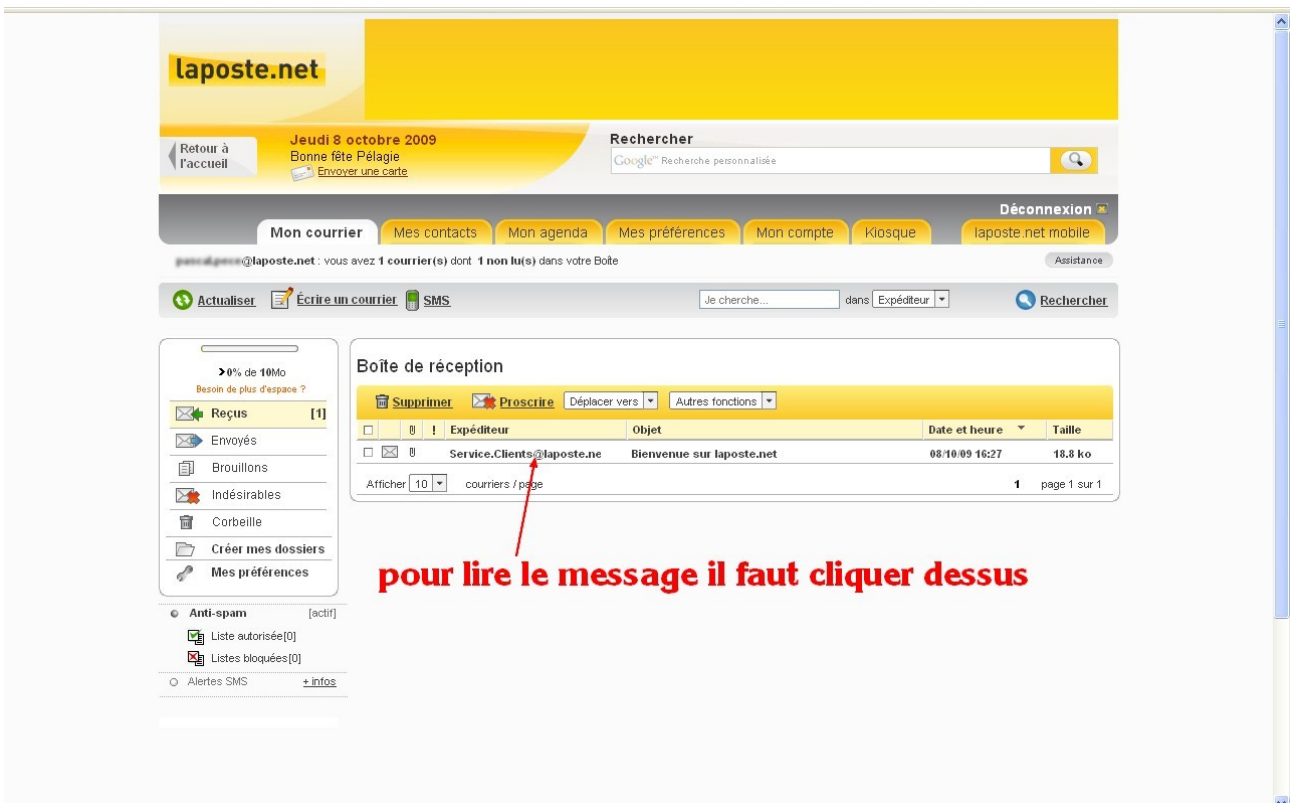 laposte.net
Retour à
l'accueil
Jeudi 8 octobre 2009
Bonne fête Pélagie
Envoyer une carte
Rechercher
Google™ Recherche personnalisée
Déconnexion
Mon courrier Mes contacts Mon agenda Mes préférences Mon compte Kiosque laposte.net mobile
@laposte.net : vous avez 1 courrier(s) dont 1 non lu(s) dans votre Boîte
Assistance
Actualiser Écrire un courrier SMS Je cherche... dans Expéditeur Rechercher
>0% de 10Mo
Besoin de plus d'espace ?
Reçus [1]
Envoyés
Brouillons
Indésirables
Corbeille
Créer mes dossiers
Mes préférences
Anti-spam [actif]
Liste autorisée[0]
Listes bloquées[0]
Alertes SMS + infos
Boîte de réception
Supprimer Proscrire Déplacer vers Autres fonctions
! Expéditeur Objet Date et heure Taille
Service.Clients@laposte.ne Bienvenue sur laposte.net 08/10/09 16:27 18.8 ko
Afficher 10 courriers / page 1 page 1 sur 1
pour lire le message il faut cliquer dessus